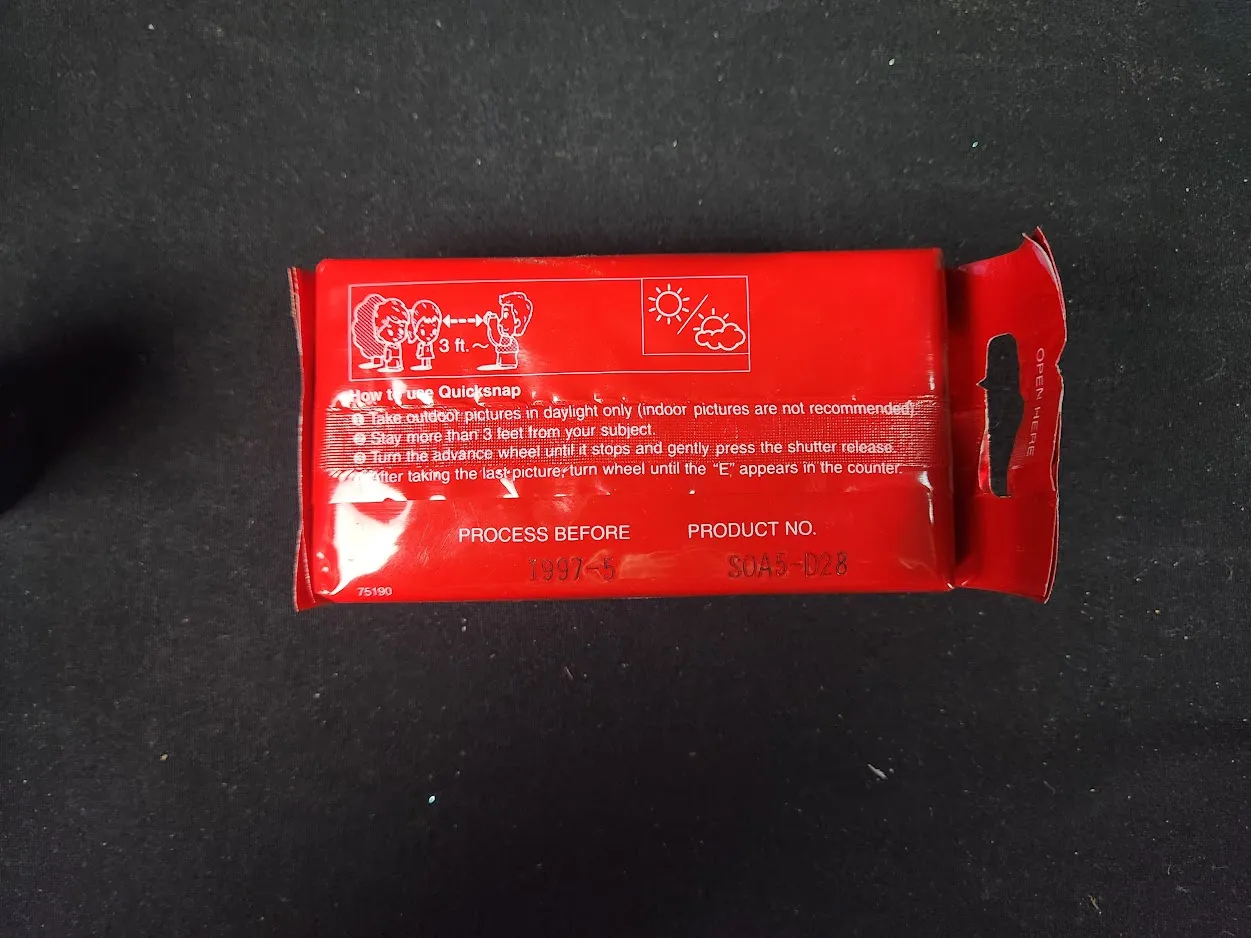 3 ft.~
How to use Quicksnap
❶ Take outdoor pictures in daylight only (indoor pictures are not recommended).
❷ Stay more than 3 feet from your subject.
❸ Turn the advance wheel until it stops and gently press the shutter release.
After taking the last picture, turn wheel until the "E" appears in the counter.
PROCESS BEFORE
PRODUCT NO.
1997-5
SOA5-D28
75190
OPEN HERE